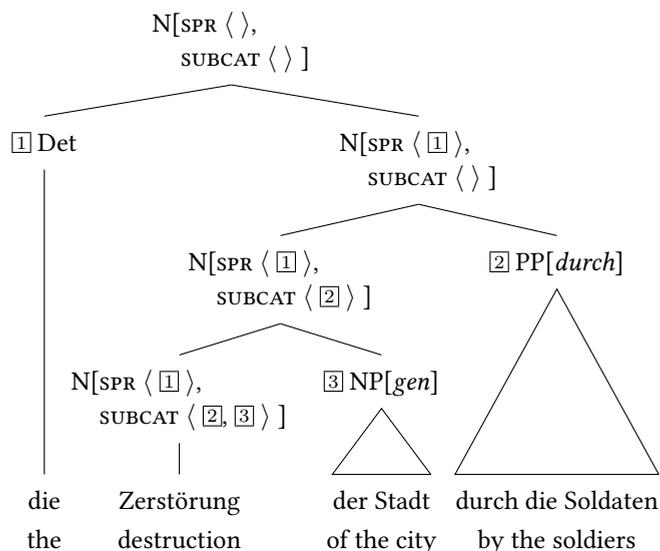 N[SPR ⟨ ⟩,
SUBCAT ⟨ ⟩ ]
1 Det
N[SPR ⟨ 1 ⟩,
SUBCAT ⟨ ⟩ ]
N[SPR ⟨ 1 ⟩,
SUBCAT ⟨ 2 ⟩ ]
2 PP[durch]
N[SPR ⟨ 1 ⟩,
SUBCAT ⟨ 2, 3 ⟩ ]
3 NP[gen]
die Zerstörung der Stadt durch die Soldaten
the destruction of the city by the soldiers